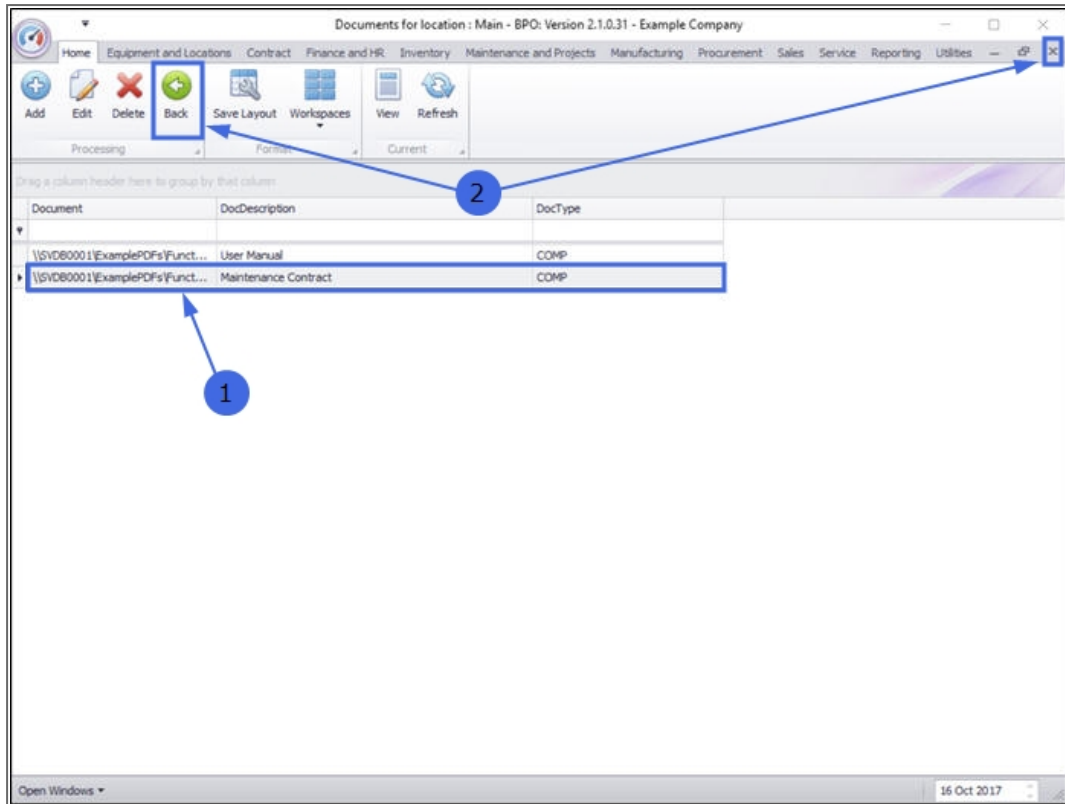 Documents for location : Main - BPO: Version 2.1.0.31 - Example Company
Home Equipment and Locations Contract Finance and HR Inventory Maintenance and Projects Manufacturing Procurement Sales Service Reporting Utilities
Add Edit Delete Back Save Layout Workspaces View Refresh
Processing Format Current
Drag a column header here to group by that column
2
Document DocDescription DocType
\\SVDB0001\ExamplePDFs\Funct... User Manual COMP
\\SVDB0001\ExamplePDFs\Funct... Maintenance Contract COMP
1
Open Windows 16 Oct 2017